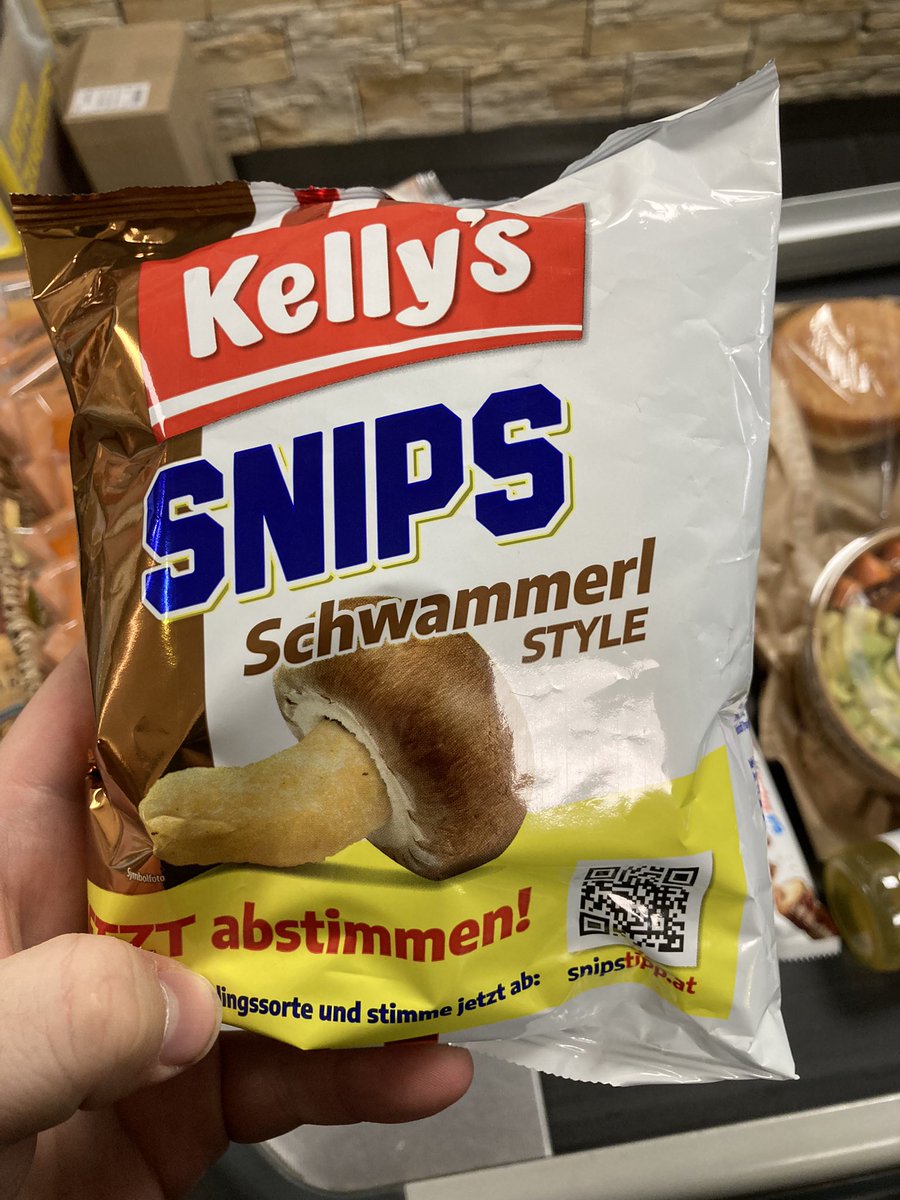 Kelly's
SNIPS
Schwammerl
STYLE
Symbolfoto
abstimmen!
snipstipp.at
und stimme jetzt ab: